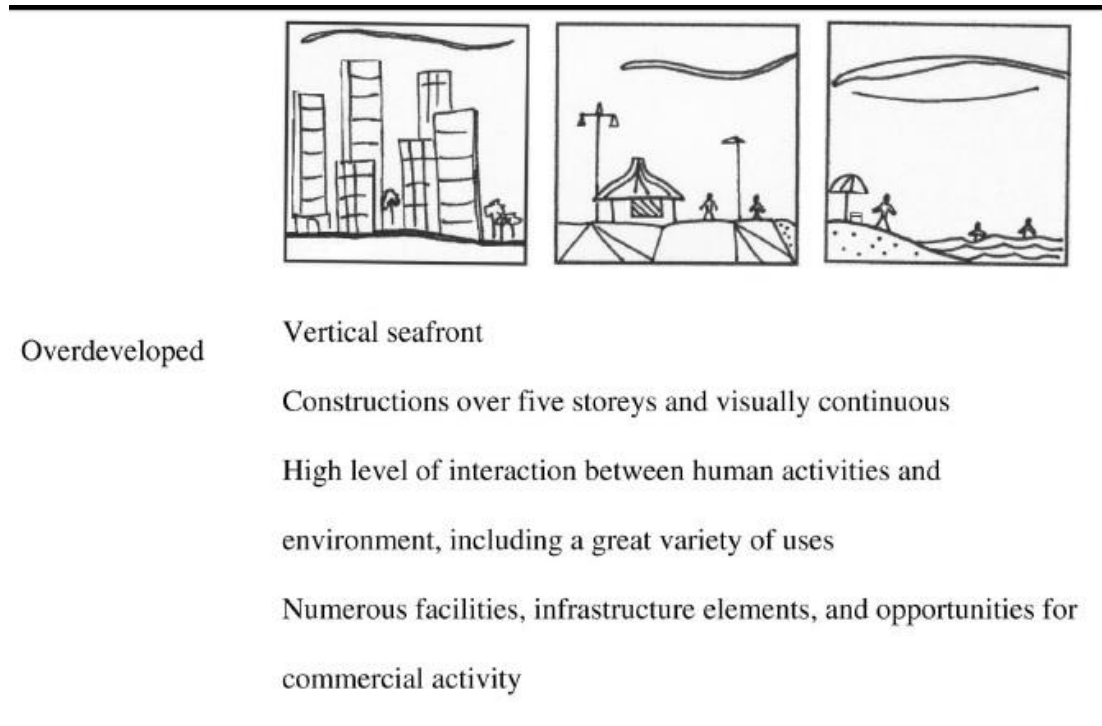 Overdeveloped
Vertical seafront
Constructions over five storeys and visually continuous
High level of interaction between human activities and
environment, including a great variety of uses
Numerous facilities, infrastructure elements, and opportunities for
commercial activity